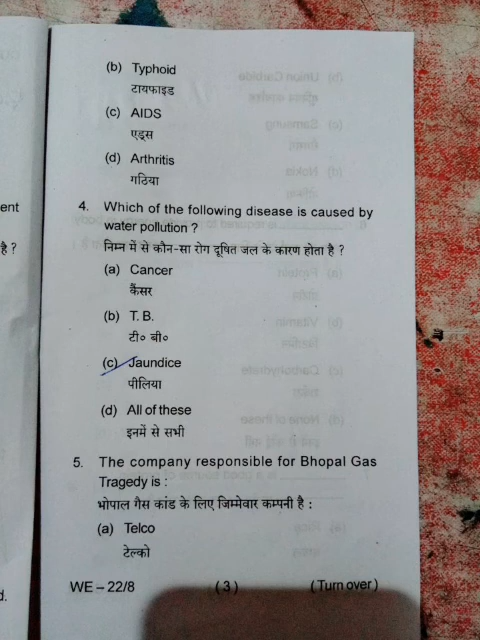 (b) Typhoid
टायफाइड
(c) AIDS
एड्स
(d) Arthritis
गठिया
4. Which of the following disease is caused by
water pollution ?
निम्न में से कौन-सा रोग दूषित जल के कारण होता है ?
(a) Cancer
कैंसर
(b) T. B.
टी० बी०
(c) Jaundice
पीलिया
(d) All of these
इनमें से सभी
5. The company responsible for Bhopal Gas
Tragedy is :
भोपाल गैस कांड के लिए जिम्मेवार कम्पनी है :
(a) Telco
टेल्को
WE – 22/8 (3) (Turn over)
ent
है ?
d.